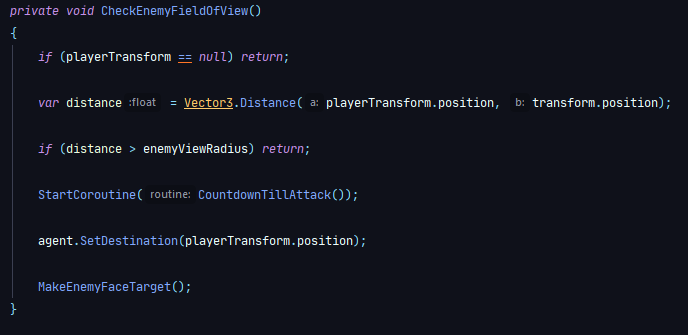 private void CheckEnemyFieldOfView()
{
if (playerTransform == null) return;
var distance :float = Vector3.Distance( a: playerTransform.position, b: transform.position);
if (distance > enemyViewRadius) return;
StartCoroutine( routine: CountdownTillAttack());
agent.SetDestination(playerTransform.position);
MakeEnemyFaceTarget();
}